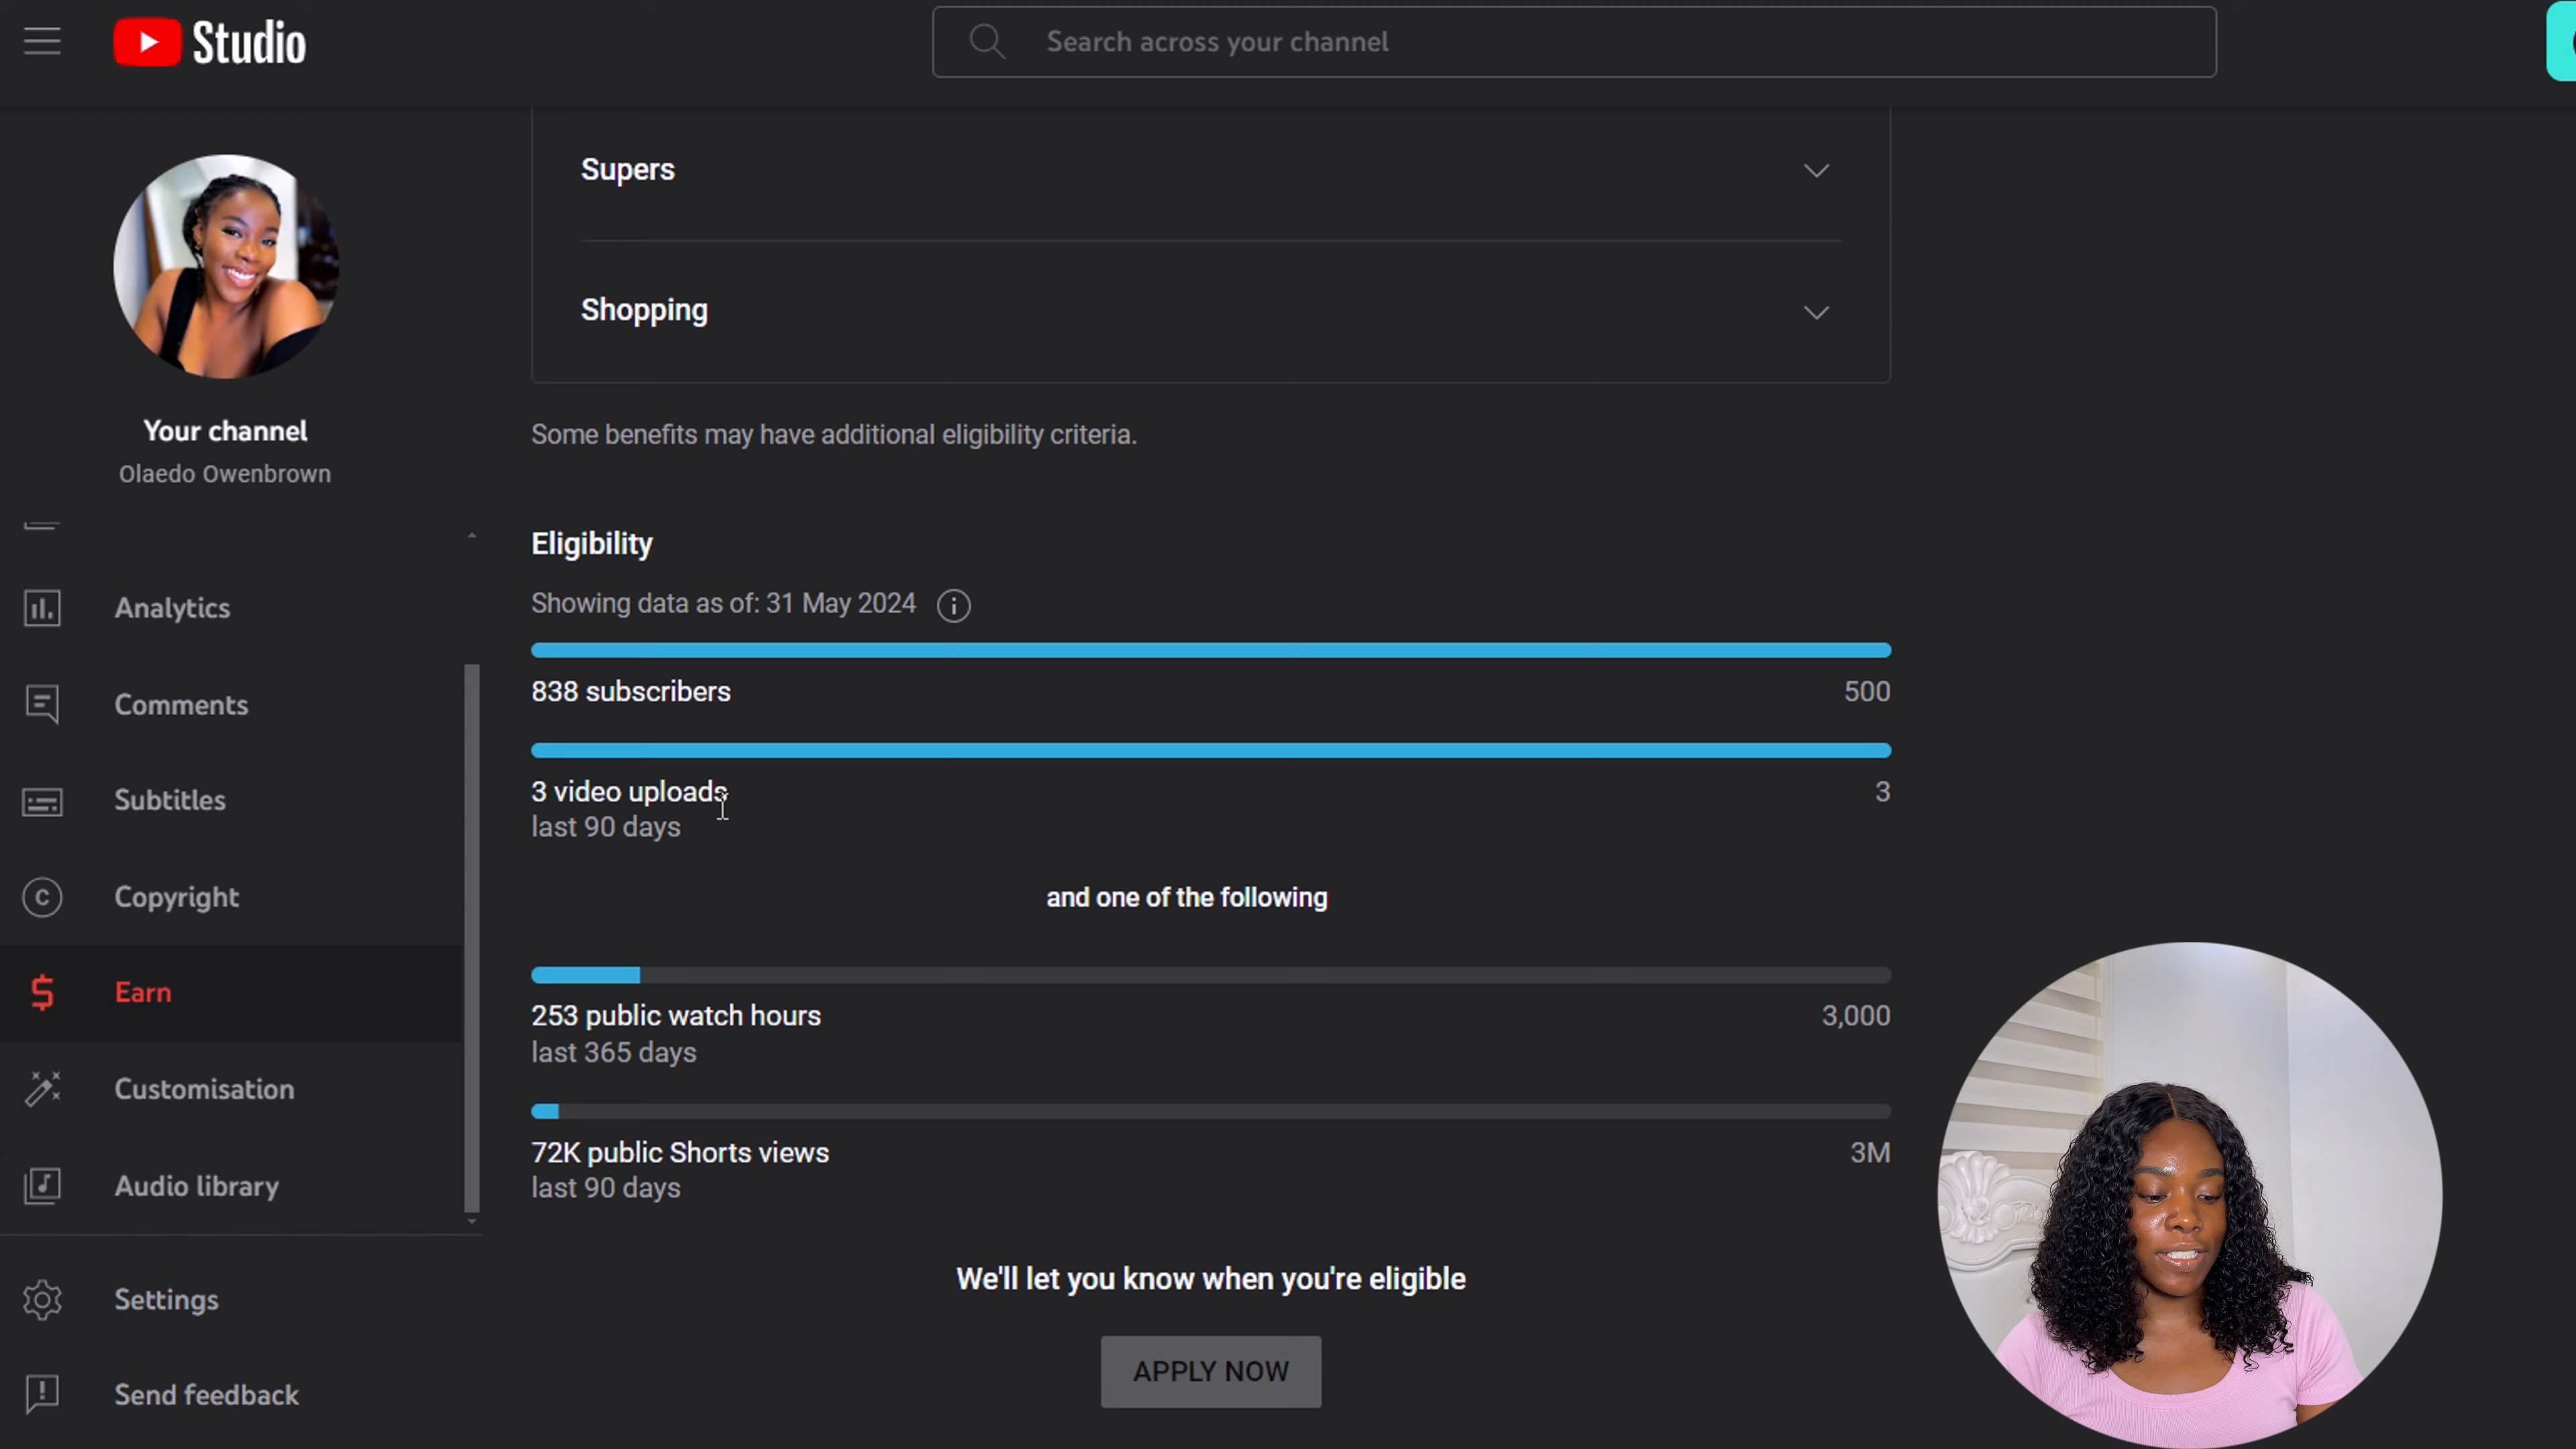 Studio
Search across your channel
Supers
Shopping
Your channel
Olaedo Owenbrown
Some benefits may have additional eligibility criteria.
Eligibility
Showing data as of: 31 May 2024
838 subscribers 500
3 video uploads 3
last 90 days
and one of the following
253 public watch hours 3,000
last 365 days
72K public Shorts views 3M
last 90 days
We'll let you know when you're eligible
APPLY NOW
Analytics
Comments
Subtitles
Copyright
Earn
Customisation
Audio library
Settings
Send feedback